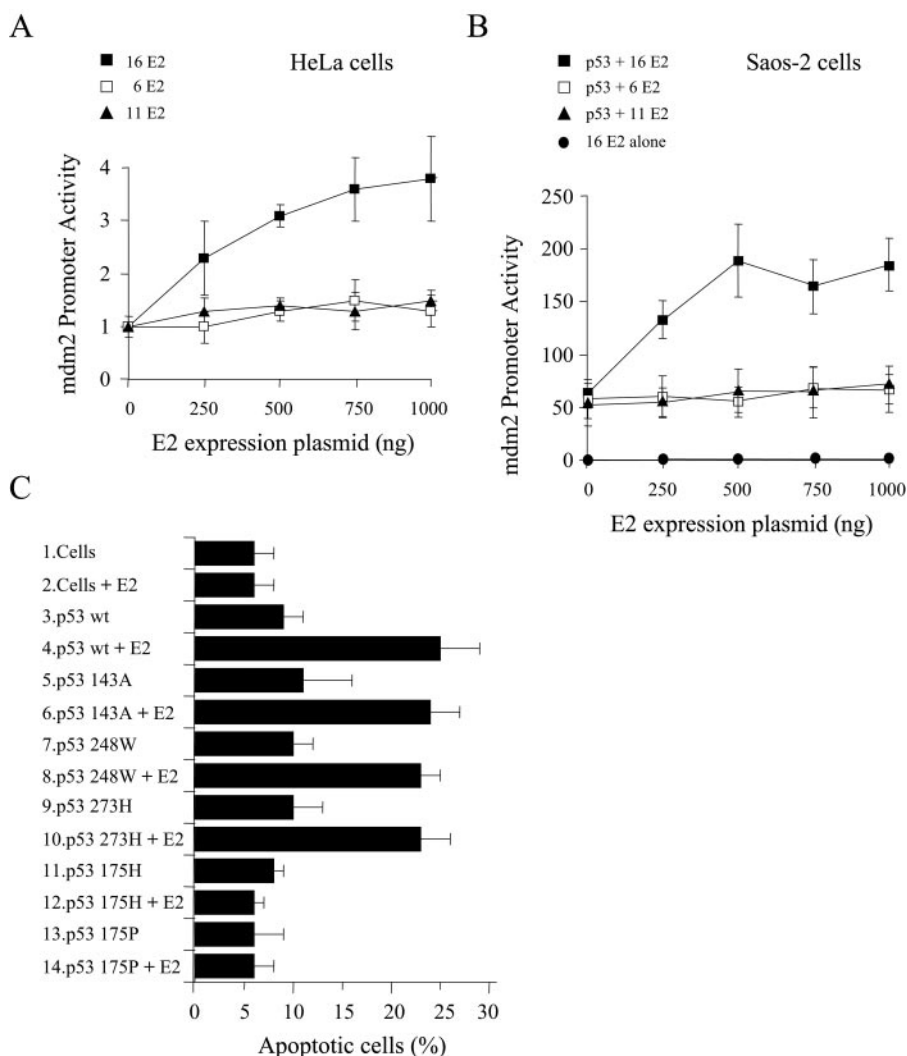 A
16 E2
6 E2
11 E2
HeLa cells
mdm2 Promoter Activity
4
3
2
1
0
0 250 500 750 1000
E2 expression plasmid (ng)
B
p53 + 16 E2
p53 + 6 E2
p53 + 11 E2
16 E2 alone
Saos-2 cells
mdm2 Promoter Activity
250
200
150
100
50
0
0 250 500 750 1000
E2 expression plasmid (ng)
C
1.Cells
2.Cells + E2
3.p53 wt
4.p53 wt + E2
5.p53 143A
6.p53 143A + E2
7.p53 248W
8.p53 248W + E2
9.p53 273H
10.p53 273H + E2
11.p53 175H
12.p53 175H + E2
13.p53 175P
14.p53 175P + E2
0 5 10 15 20 25 30
Apoptotic cells (%)